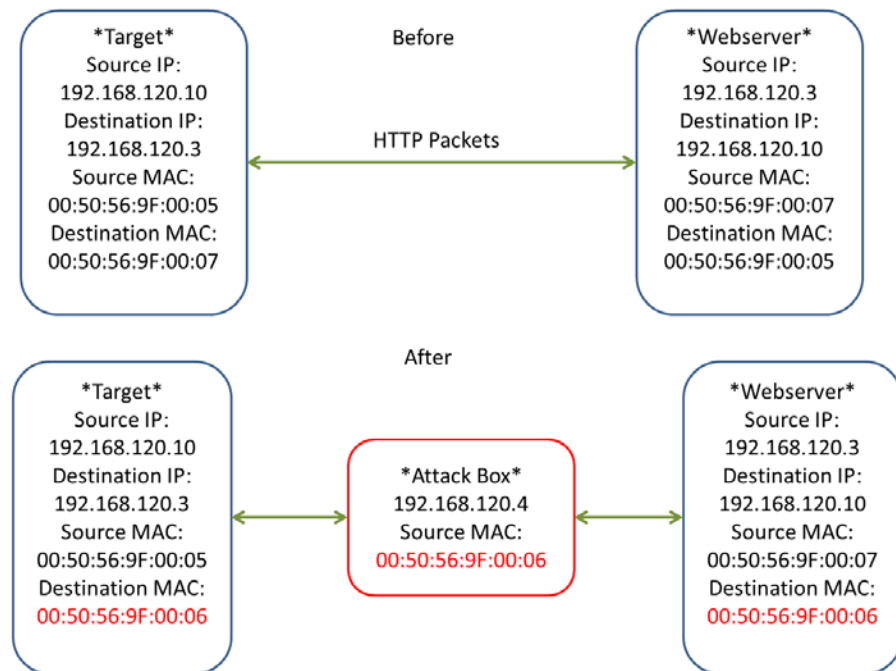 Before
*Target*
Source IP:
192.168.120.10
Destination IP:
192.168.120.3
Source MAC:
00:50:56:9F:00:05
Destination MAC:
00:50:56:9F:00:07
HTTP Packets
*Webserver*
Source IP:
192.168.120.3
Destination IP:
192.168.120.10
Source MAC:
00:50:56:9F:00:07
Destination MAC:
00:50:56:9F:00:05
After
*Target*
Source IP:
192.168.120.10
Destination IP:
192.168.120.3
Source MAC:
00:50:56:9F:00:05
Destination MAC:
00:50:56:9F:00:06
*Attack Box*
192.168.120.4
Source MAC:
00:50:56:9F:00:06
*Webserver*
Source IP:
192.168.120.3
Destination IP:
192.168.120.10
Source MAC:
00:50:56:9F:00:07
Destination MAC:
00:50:56:9F:00:06